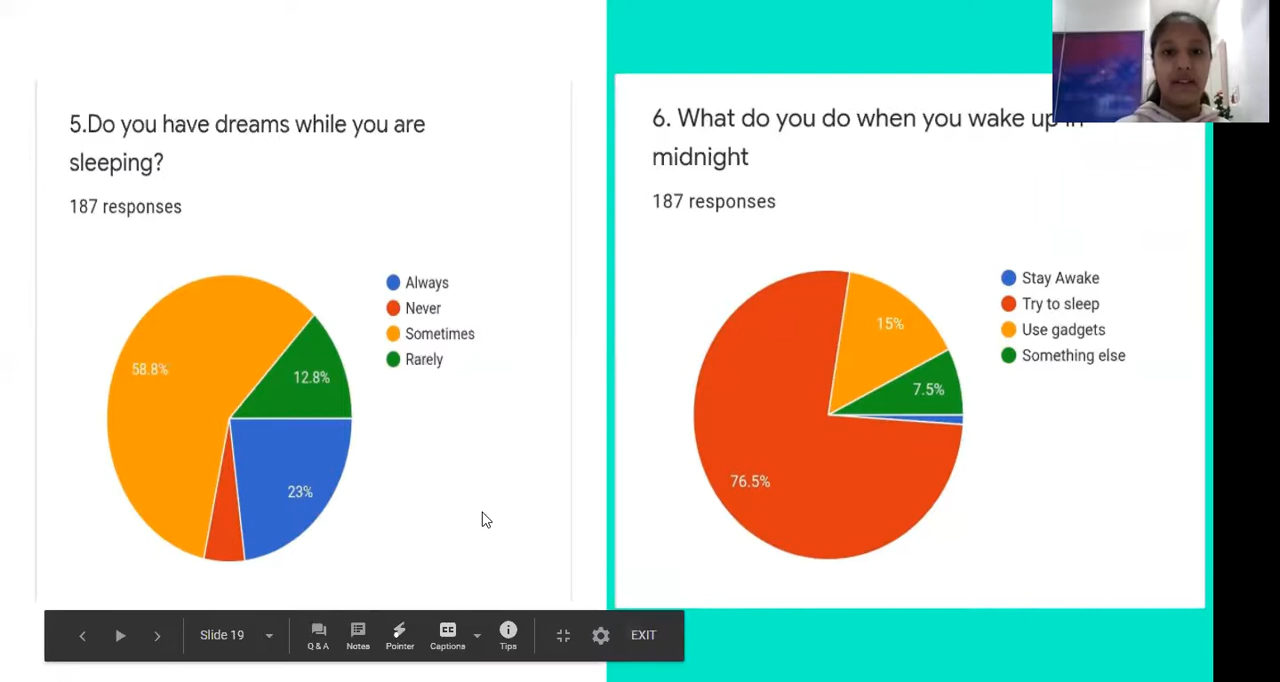 5.Do you have dreams while you are
sleeping?
187 responses
Always
Never
Sometimes
Rarely
58.8%
12.8%
23%
6. What do you do when you wake up in
midnight
187 responses
Stay Awake
Try to sleep
Use gadgets
Something else
15%
7.5%
76.5%
Slide 19
Q & A
Notes
Pointer
Captions
Tips
EXIT